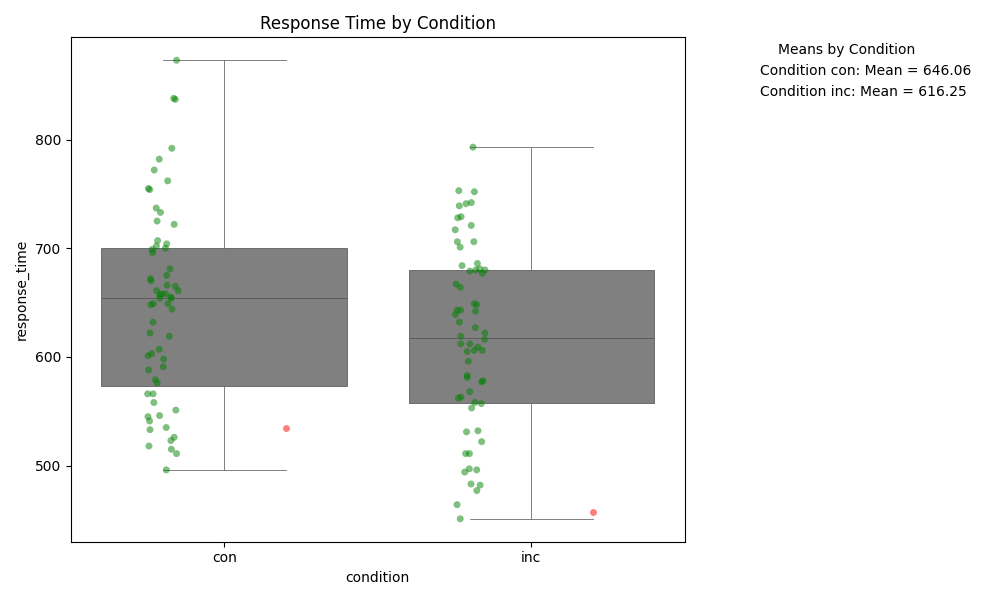 Response Time by Condition
Means by Condition
Condition con: Mean = 646.06
Condition inc: Mean = 616.25
800
700
600
500
response_time
con
inc
condition